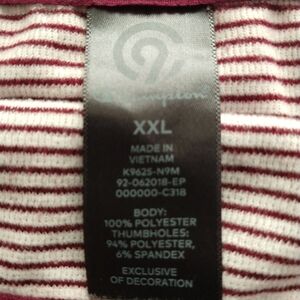 Champion
XXL
MADE IN
VIETNAM
K9625-N9M
92-062018-EP
000000-C318
BODY:
100% POLYESTER
THUMBHOLES:
94% POLYESTER,
6% SPANDEX
EXCLUSIVE
OF DECORATION